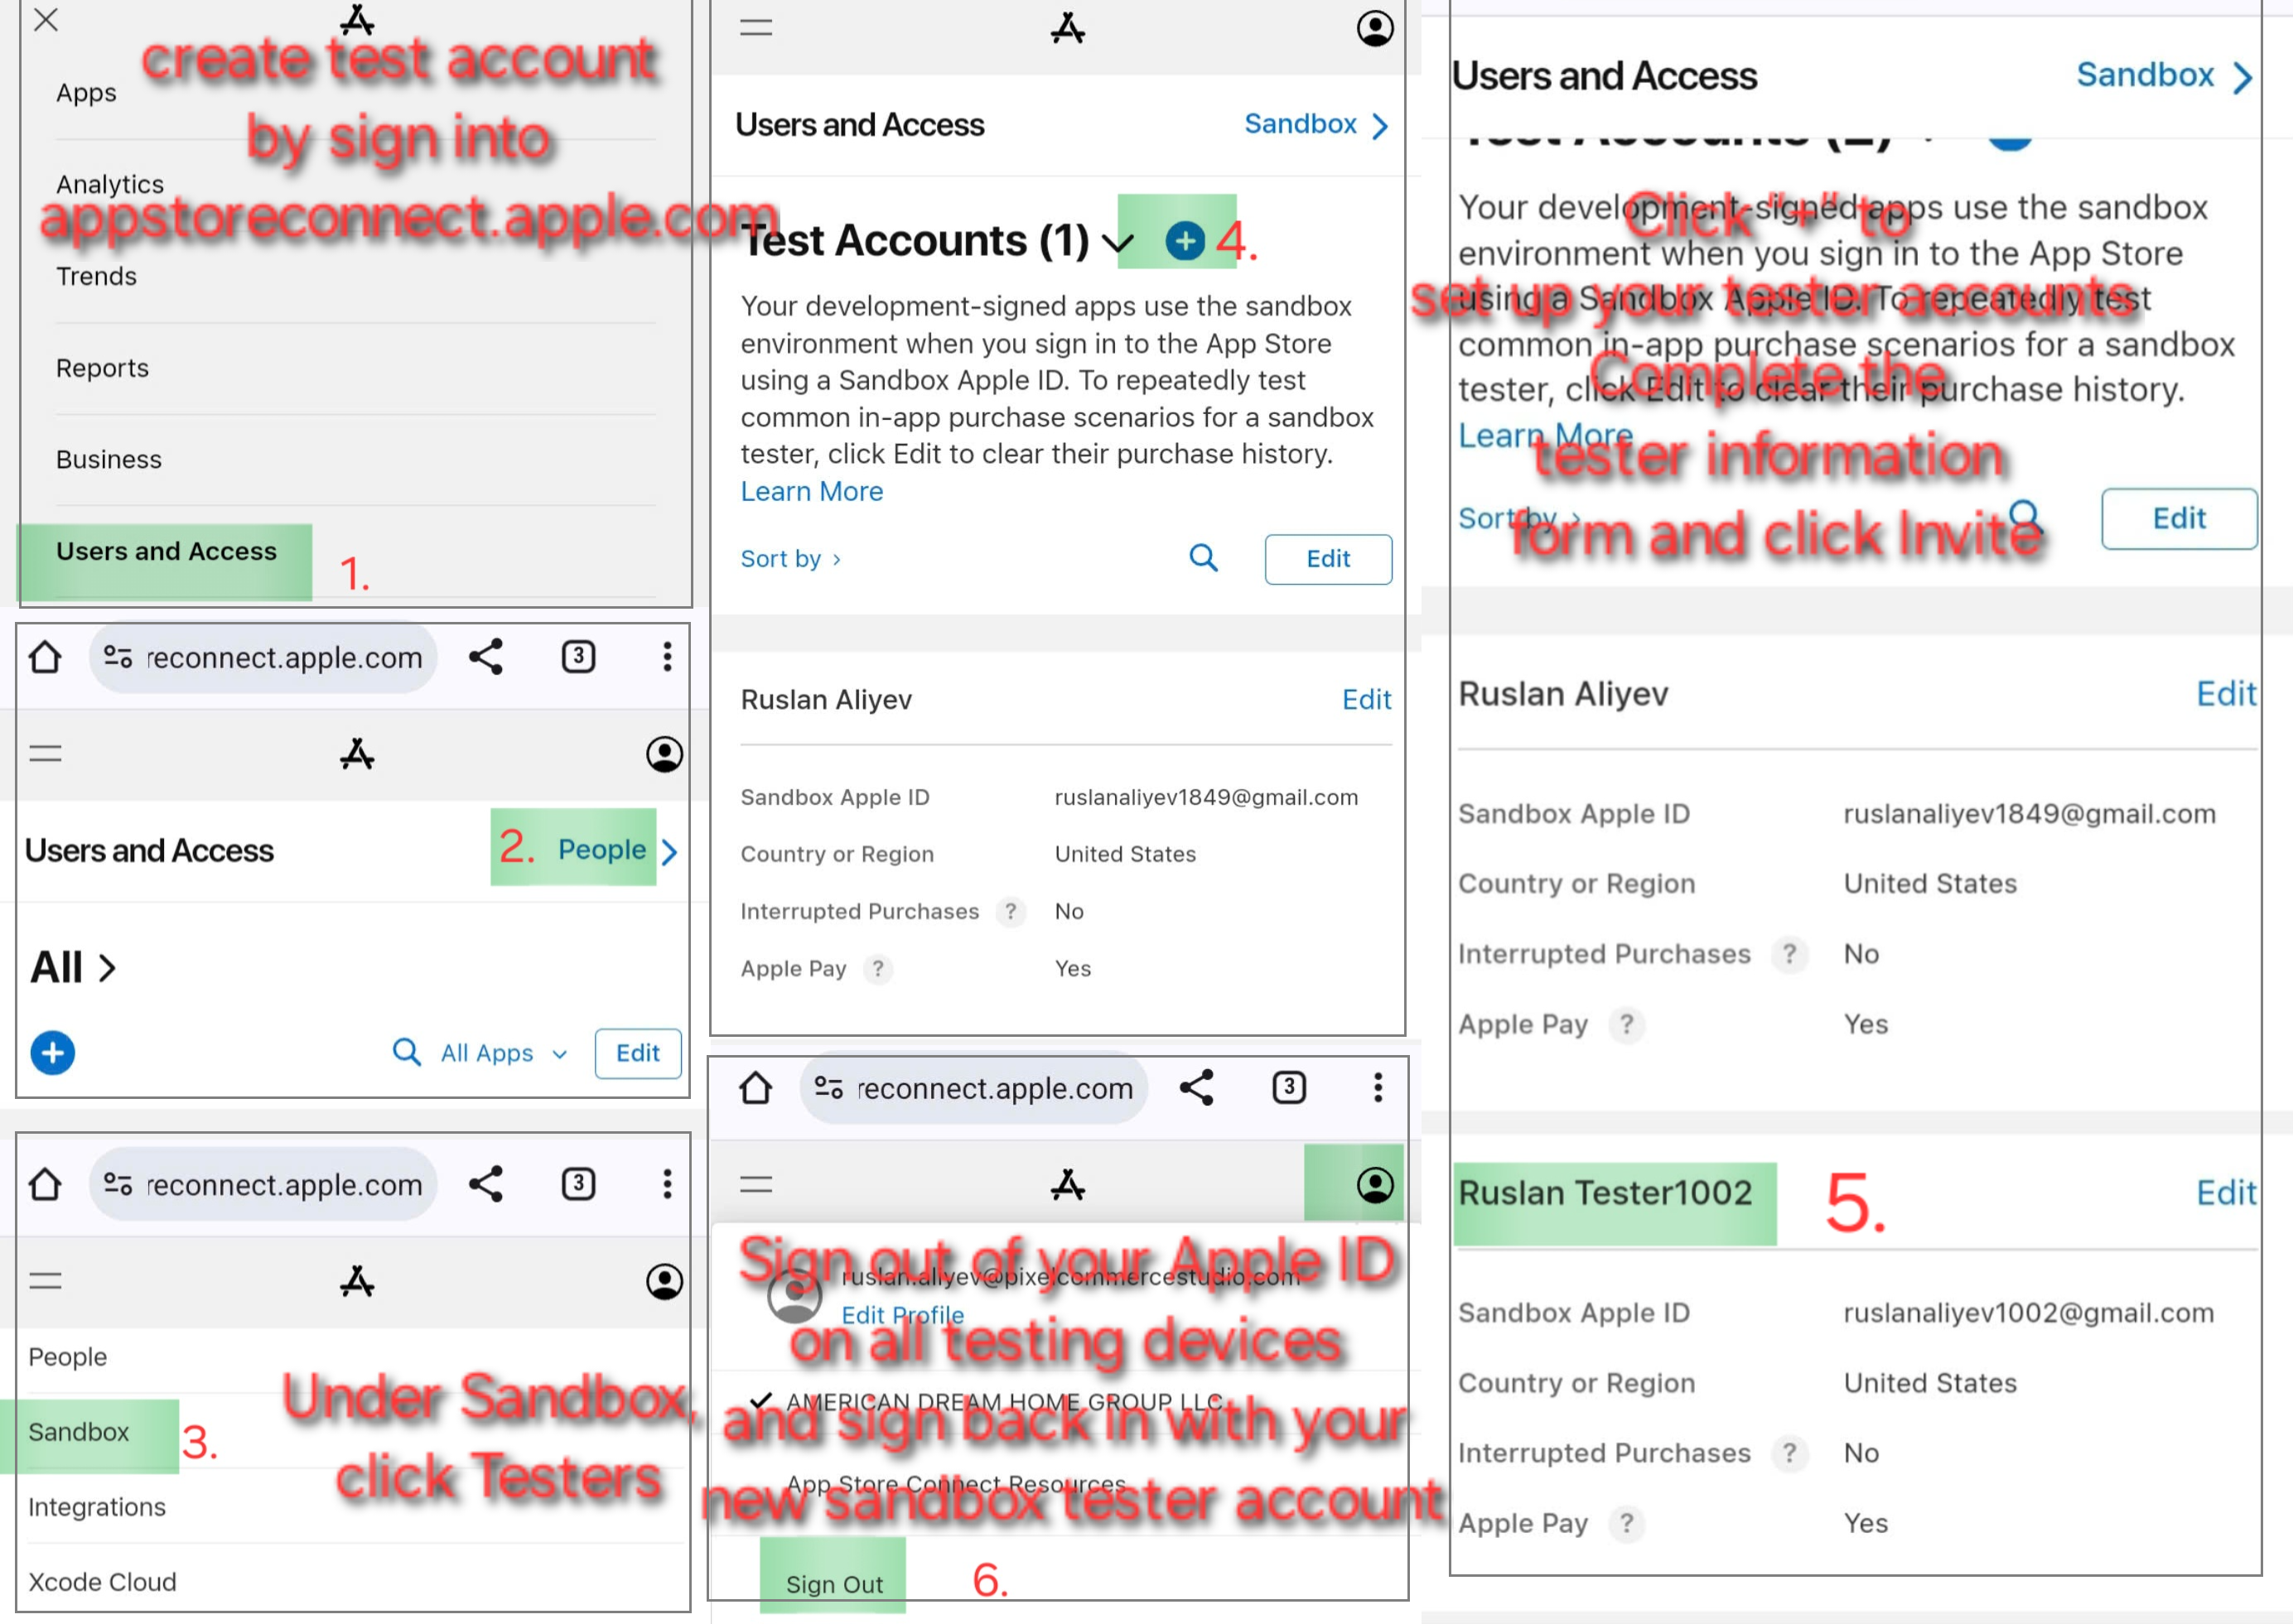 create test account
by sign into
appstoreconnect.apple.com
Apps
Analytics
Trends
Reports
Business
Users and Access
1.
reconnect.apple.com
3
Users and Access
2. People
All
All Apps
Edit
reconnect.apple.com
3
People
Sandbox
3.
Under Sandbox,
click Testers
Integrations
Xcode Cloud
Users and Access
Sandbox
Test Accounts (1)
4.
Your development-signed apps use the sandbox
environment when you sign in to the App Store
using a Sandbox Apple ID. To repeatedly test
common in-app purchase scenarios for a sandbox
tester, click Edit to clear their purchase history.
Learn More
Sort by
Edit
Ruslan Aliyev
Edit
Sandbox Apple ID ruslanaliyev1849@gmail.com
Country or Region United States
Interrupted Purchases ? No
Apple Pay ? Yes
reconnect.apple.com
3
Sign out of your Apple ID
on all testing devices
and sign back in with your
new sandbox tester account
ruslan.aliyev@pixelcommercestudio.com
Edit Profile
AMERICAN DREAM HOME GROUP LLC
App Store Connect Resources
Sign Out
6.
Users and Access
Sandbox
Test Accounts (2)
Click "+" to
set up your tester accounts
Complete the
tester information
form and click Invite
Your development-signed apps use the sandbox
environment when you sign in to the App Store
using a Sandbox Apple ID. To repeatedly test
common in-app purchase scenarios for a sandbox
tester, click Edit to clear their purchase history.
Learn More
Sort by
Edit
Ruslan Aliyev
Edit
Sandbox Apple ID ruslanaliyev1849@gmail.com
Country or Region United States
Interrupted Purchases ? No
Apple Pay ? Yes
Ruslan Tester1002
5.
Edit
Sandbox Apple ID ruslanaliyev1002@gmail.com
Country or Region United States
Interrupted Purchases ? No
Apple Pay ? Yes